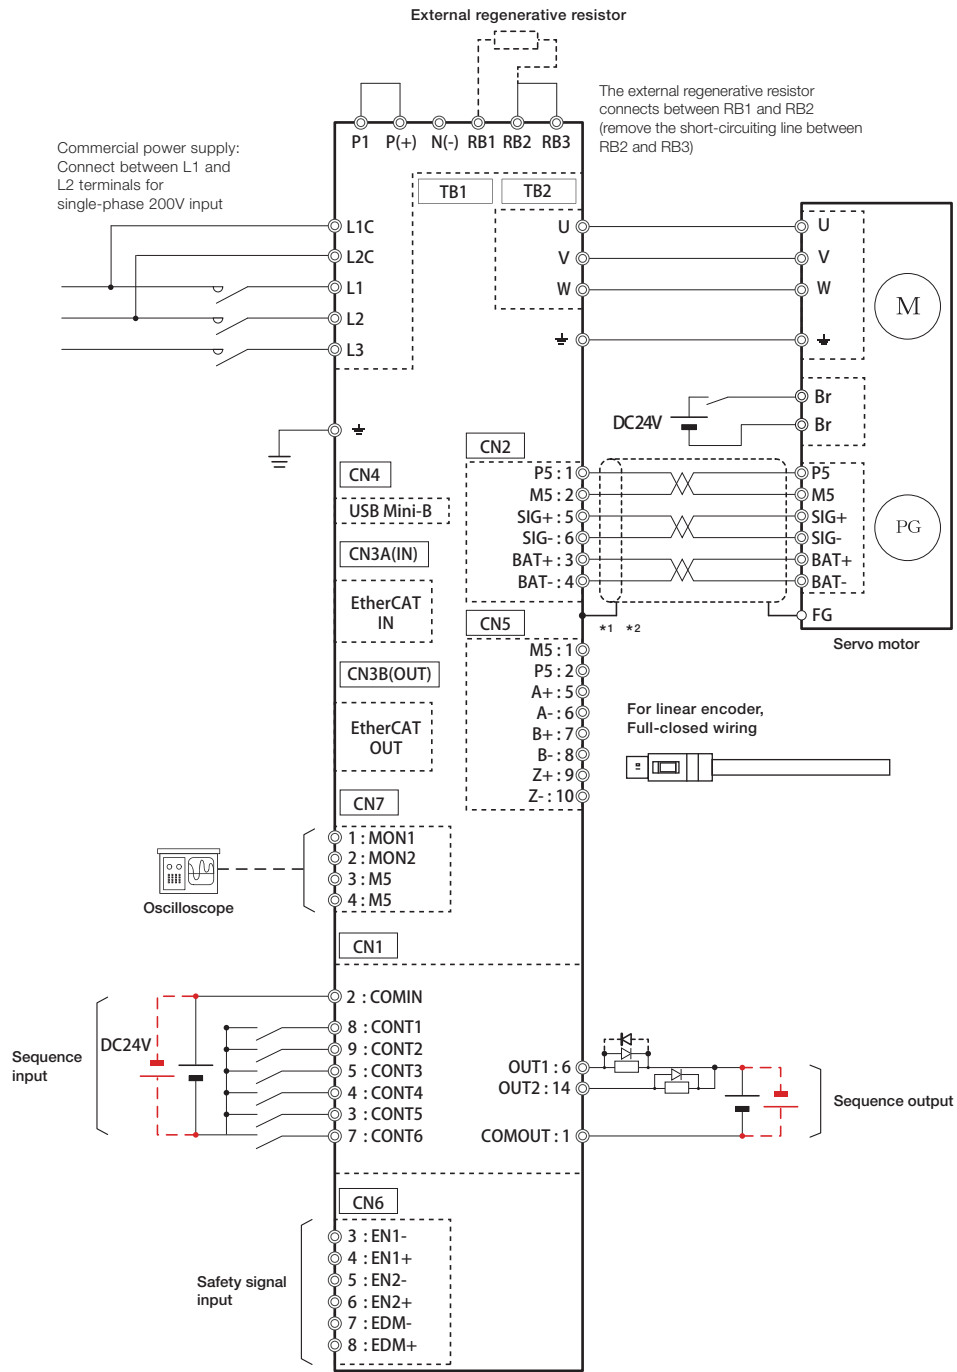 External regenerative resistor
The external regenerative resistor
connects between RB1 and RB2
(remove the short-circuiting line between
RB2 and RB3)
P1 P(+) N(-) RB1 RB2 RB3
Commercial power supply:
Connect between L1 and
L2 terminals for
single-phase 200V input
TB1 TB2
L1C
L2C
L1
L2
L3
U
V
W
U
V
W
M
Br
Br
DC24V
CN2
P5 : 1
M5 : 2
SIG+ : 5
SIG- : 6
BAT+ : 3
BAT- : 4
P5
M5
SIG+
SIG-
BAT+
BAT-
FG
PG
*1 *2
Servo motor
CN4
USB Mini-B
CN3A(IN)
EtherCAT
IN
CN3B(OUT)
EtherCAT
OUT
CN5
M5 : 1
P5 : 2
A+ : 5
A- : 6
B+ : 7
B- : 8
Z+ : 9
Z- : 10
For linear encoder,
Full-closed wiring
CN7
1 : MON1
2 : MON2
3 : M5
4 : M5
Oscilloscope
CN1
2 : COMIN
8 : CONT1
9 : CONT2
5 : CONT3
4 : CONT4
3 : CONT5
7 : CONT6
DC24V
Sequence
input
OUT1 : 6
OUT2 : 14
COMOUT : 1
Sequence output
CN6
3 : EN1-
4 : EN1+
5 : EN2-
6 : EN2+
7 : EDM-
8 : EDM+
Safety signal
input